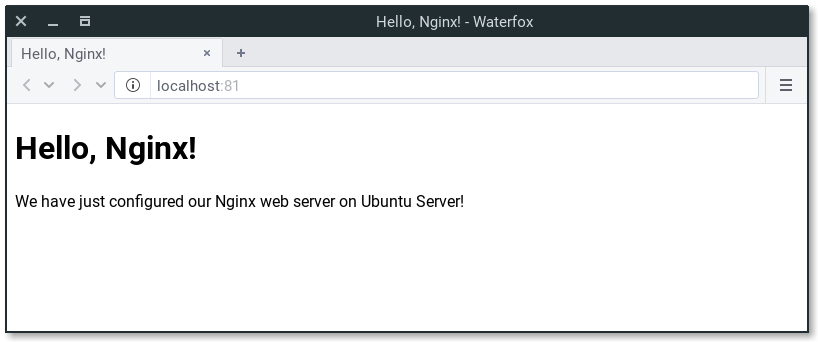 Hello, Nginx! - Waterfox
Hello, Nginx!
localhost:81
Hello, Nginx!
We have just configured our Nginx web server on Ubuntu Server!